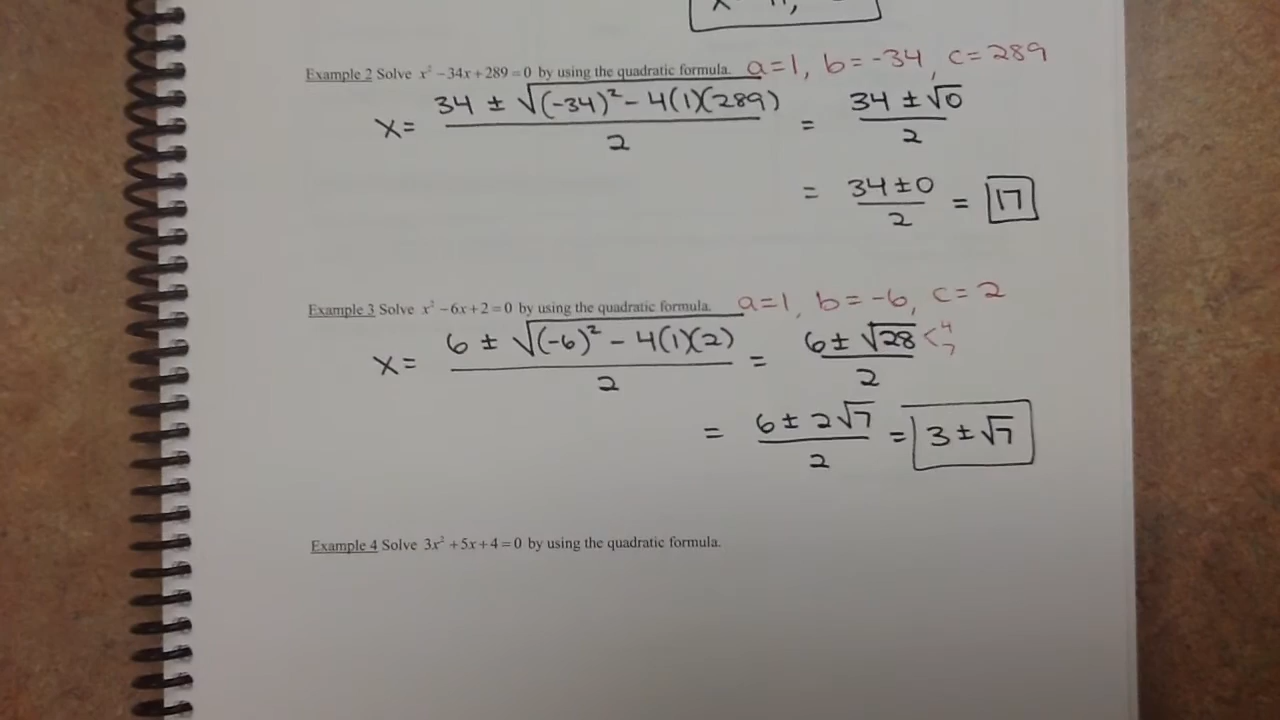 Example 2 Solve x² - 34x + 289 = 0 by using the quadratic formula. a=1, b=-34, c=289
x= (34 ± √((-34)² - 4(1)(289)))/2 = (34 ± √0)/2
= (34 ± 0)/2 = 17
Example 3 Solve x² - 6x + 2 = 0 by using the quadratic formula. a=1, b=-6, c=2
x= (6 ± √((-6)² - 4(1)(2)))/2 = (6 ± √28)/2 < 4 7
= (6 ± 2√7)/2 = 3 ± √7
Example 4 Solve 3x² + 5x + 4 = 0 by using the quadratic formula.